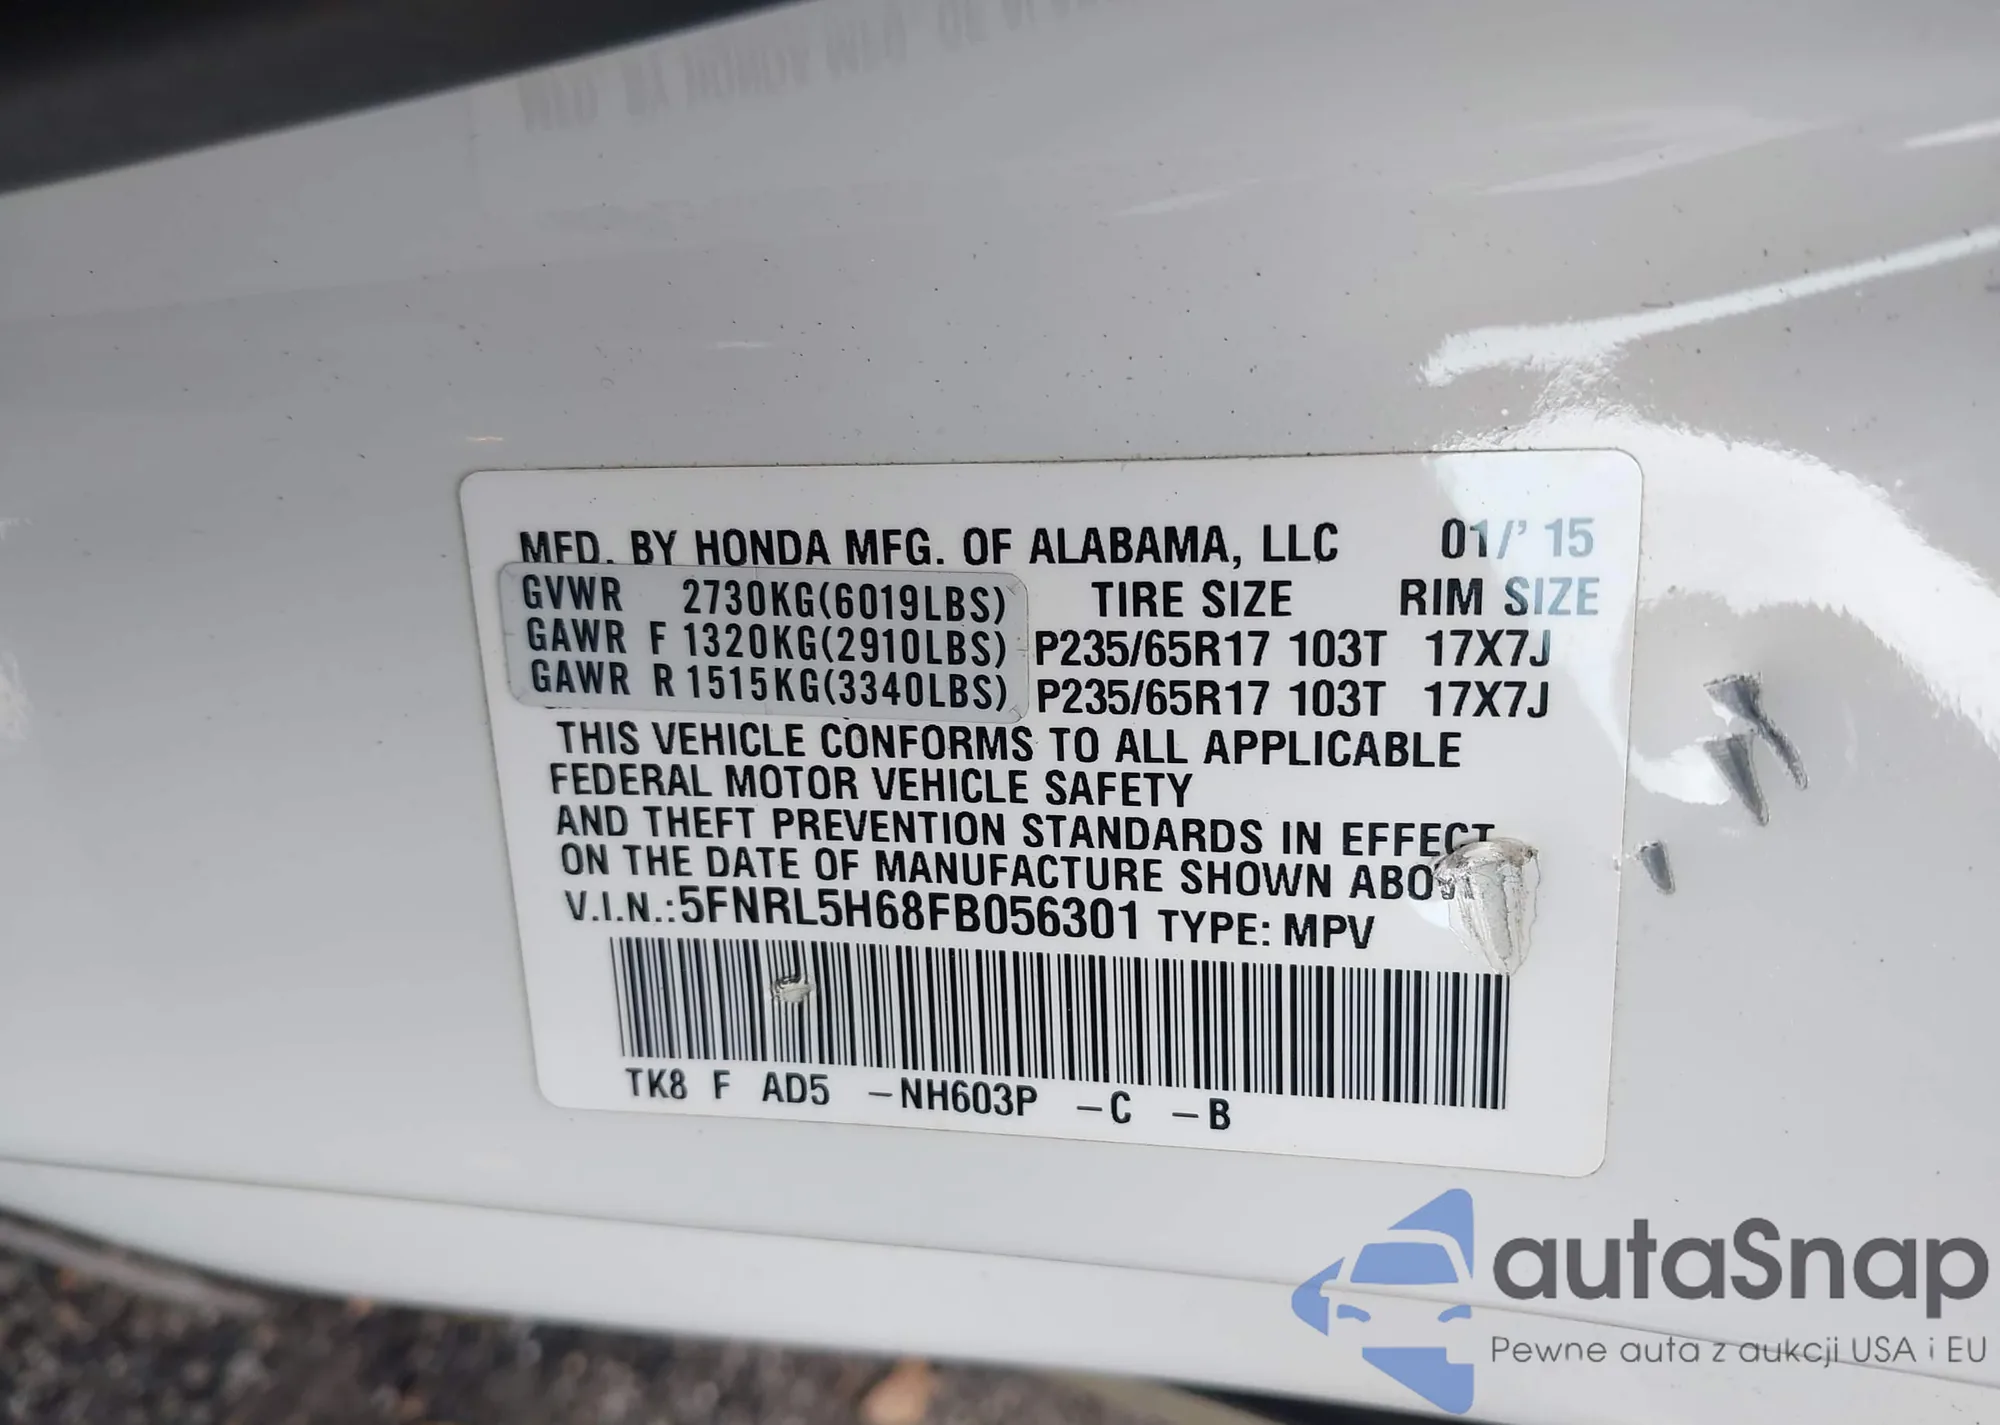 MFD. BY HONDA MFG. OF ALABAMA, LLC 01/' 15
GVWR 2730KG(6019LBS) TIRE SIZE RIM SIZE
GAWR F 1320KG(2910LBS) P235/65R17 103T 17X7J
GAWR R 1515KG(3340LBS) P235/65R17 103T 17X7J
THIS VEHICLE CONFORMS TO ALL APPLICABLE
FEDERAL MOTOR VEHICLE SAFETY
AND THEFT PREVENTION STANDARDS IN EFFECT
ON THE DATE OF MANUFACTURE SHOWN
V.I.N.:5FNRL5H68FB056301 TYPE: MPV
TK8 F AD5 -NH603P -C -B
autaSnap
Pewne auta z aukcji USA i EU